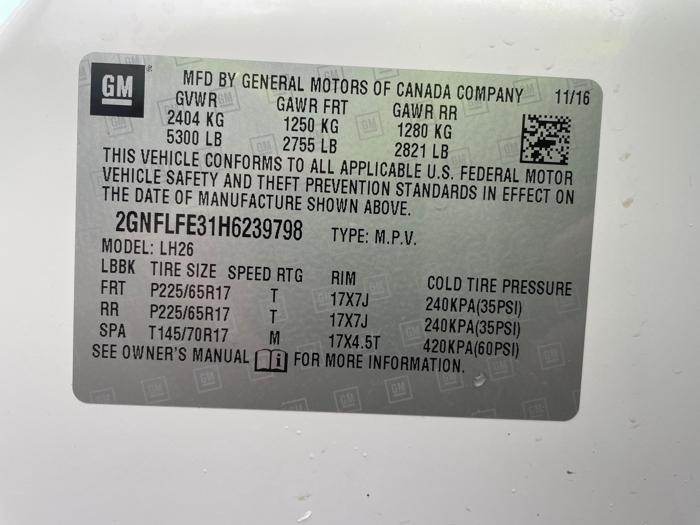 GM
MFD BY GENERAL MOTORS OF CANADA COMPANY 11/16
GVWR GAWR FRT GAWR RR
2404 KG 1250 KG 1280 KG
5300 LB 2755 LB 2821 LB
THIS VEHICLE CONFORMS TO ALL APPLICABLE U.S. FEDERAL MOTOR
VEHICLE SAFETY AND THEFT PREVENTION STANDARDS IN EFFECT ON
THE DATE OF MANUFACTURE SHOWN ABOVE.
2GNFLFE31H6239798 TYPE: M.P.V.
MODEL: LH26
LBBK TIRE SIZE SPEED RTG RIM COLD TIRE PRESSURE
FRT P225/65R17 T 17X7J 240KPA(35PSI)
RR P225/65R17 T 17X7J 240KPA(35PSI)
SPA T145/70R17 M 17X4.5T 420KPA(60PSI)
SEE OWNER'S MANUAL i FOR MORE INFORMATION.